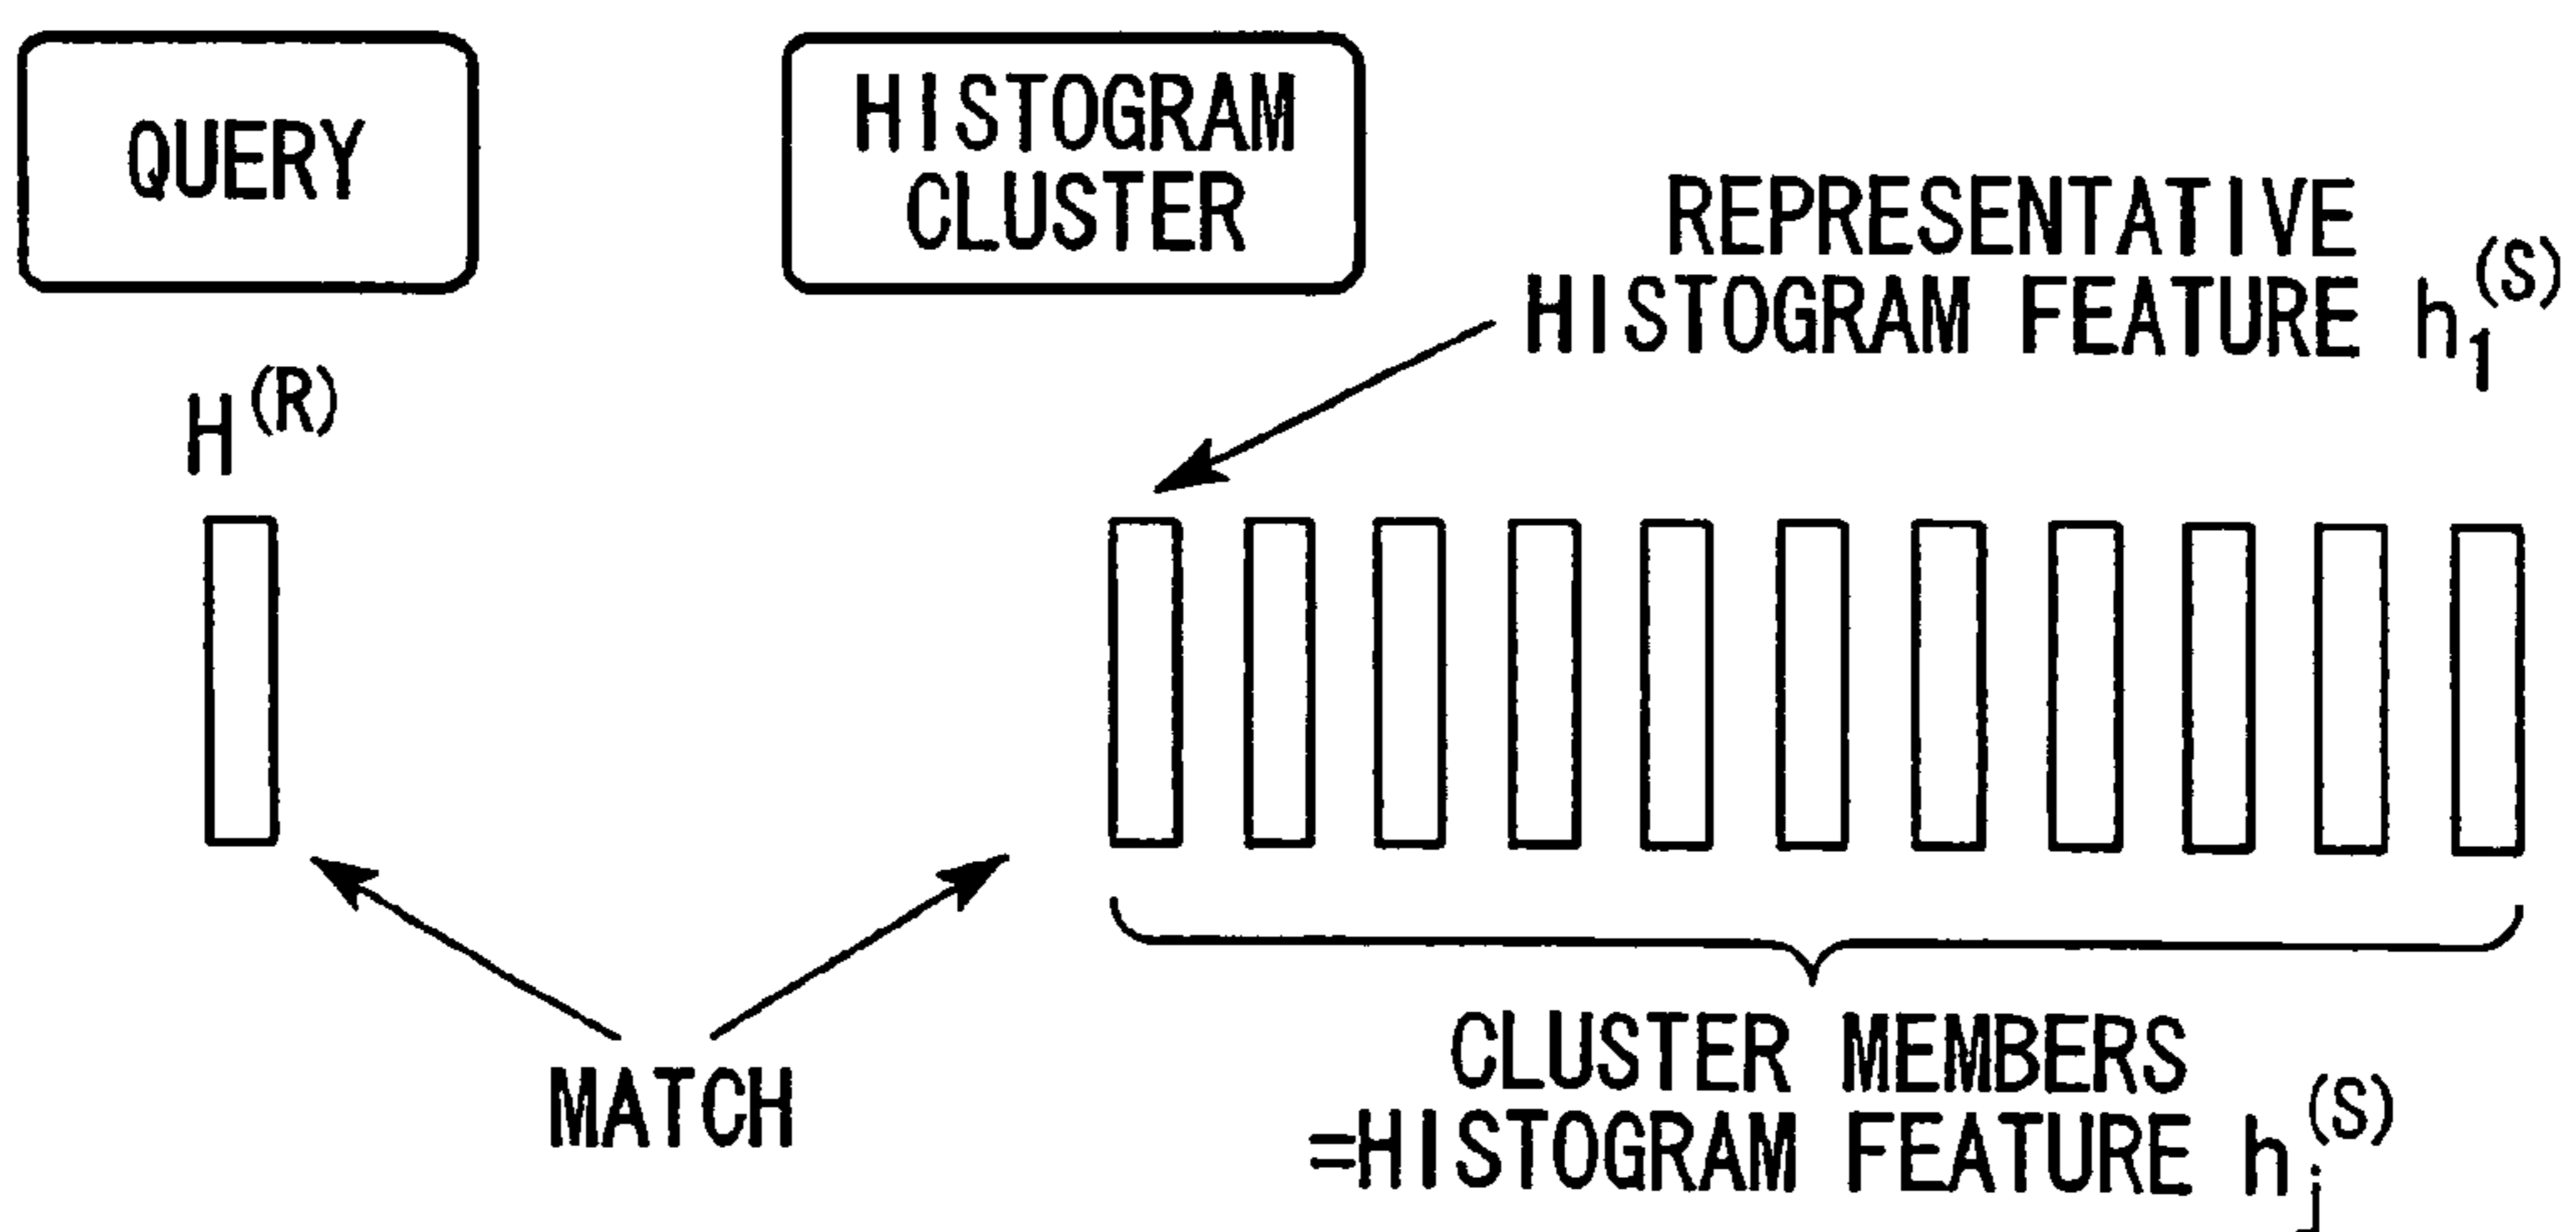 QUERY
HISTOGRAM
CLUSTER
REPRESENTATIVE
HISTOGRAM FEATURE h₁⁽ˢ⁾
H⁽ᴿ⁾
MATCH
CLUSTER MEMBERS
=HISTOGRAM FEATURE hⱼ⁽ˢ⁾